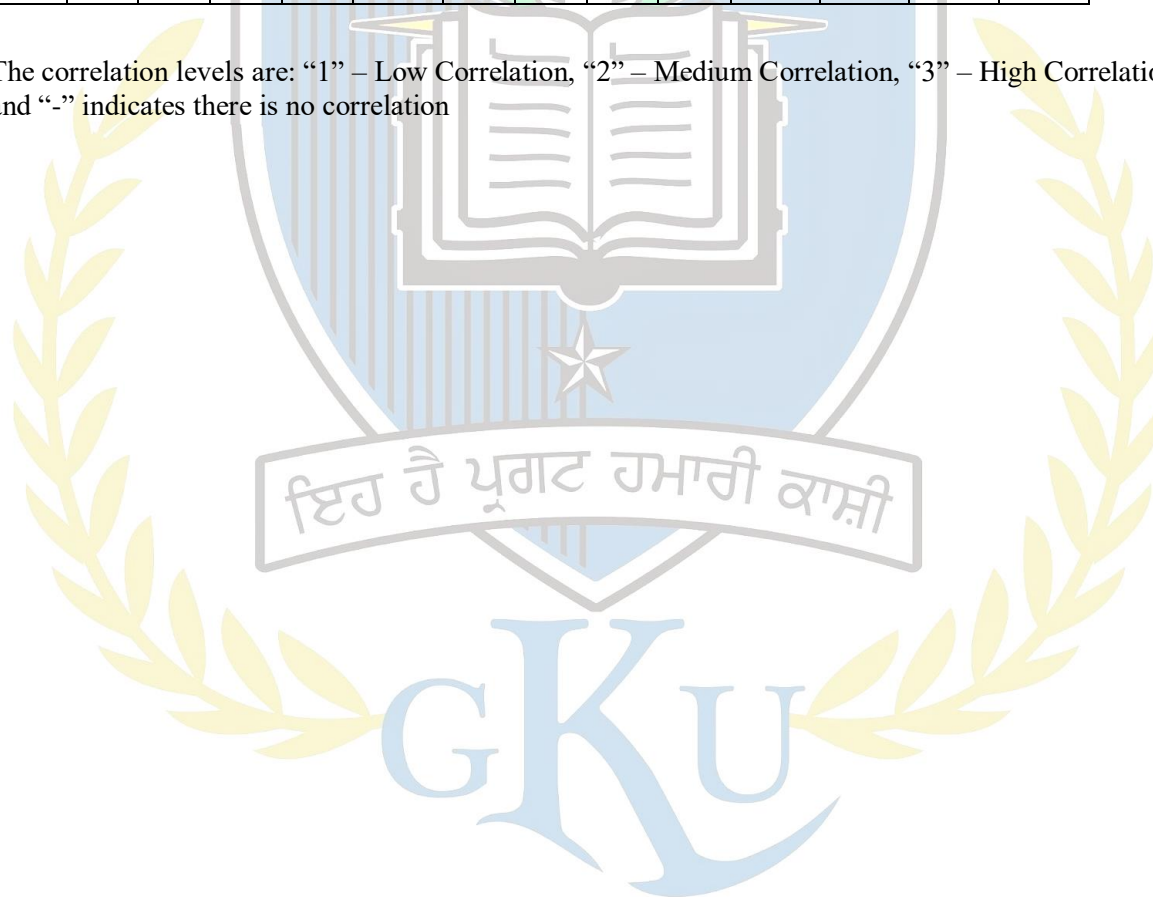 The correlation levels are: “1” – Low Correlation, “2” – Medium Correlation, “3” – High
and “-” indicates there is no correlation
ਇਹ ਹੈ ਪ੍ਰਗਟ ਹਮਾਰੀ ਕਾਸ਼ੀ
GKU